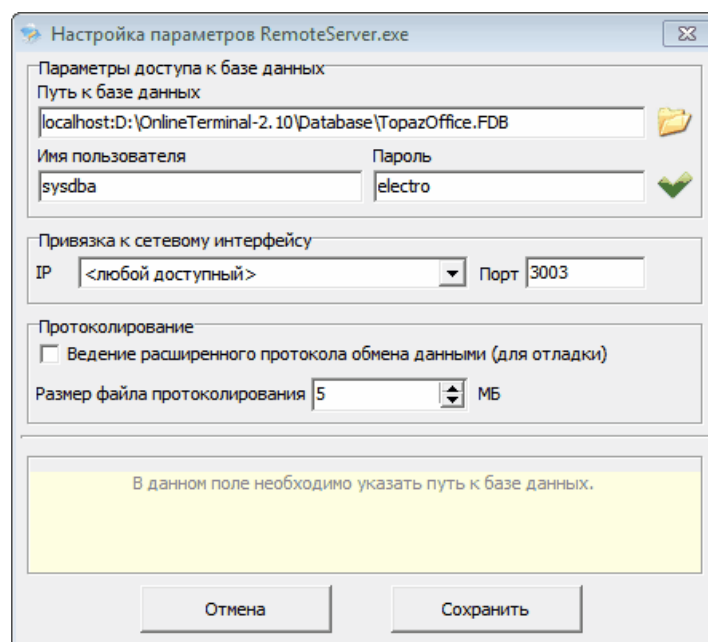 Настройка параметров RemoteServer.exe
Параметры доступа к базе данных
Путь к базе данных
localhost:D:\OnlineTerminal-2.10\Database\TopazOffice.FDB
Имя пользователя Пароль
sysdba electro
Привязка к сетевому интерфейсу
IP <любой доступный> Порт 3003
Протоколирование
Ведение расширенного протокола обмена данными (для отладки)
Размер файла протоколирования 5 МБ
В данном поле необходимо указать путь к базе данных.
Отмена Сохранить